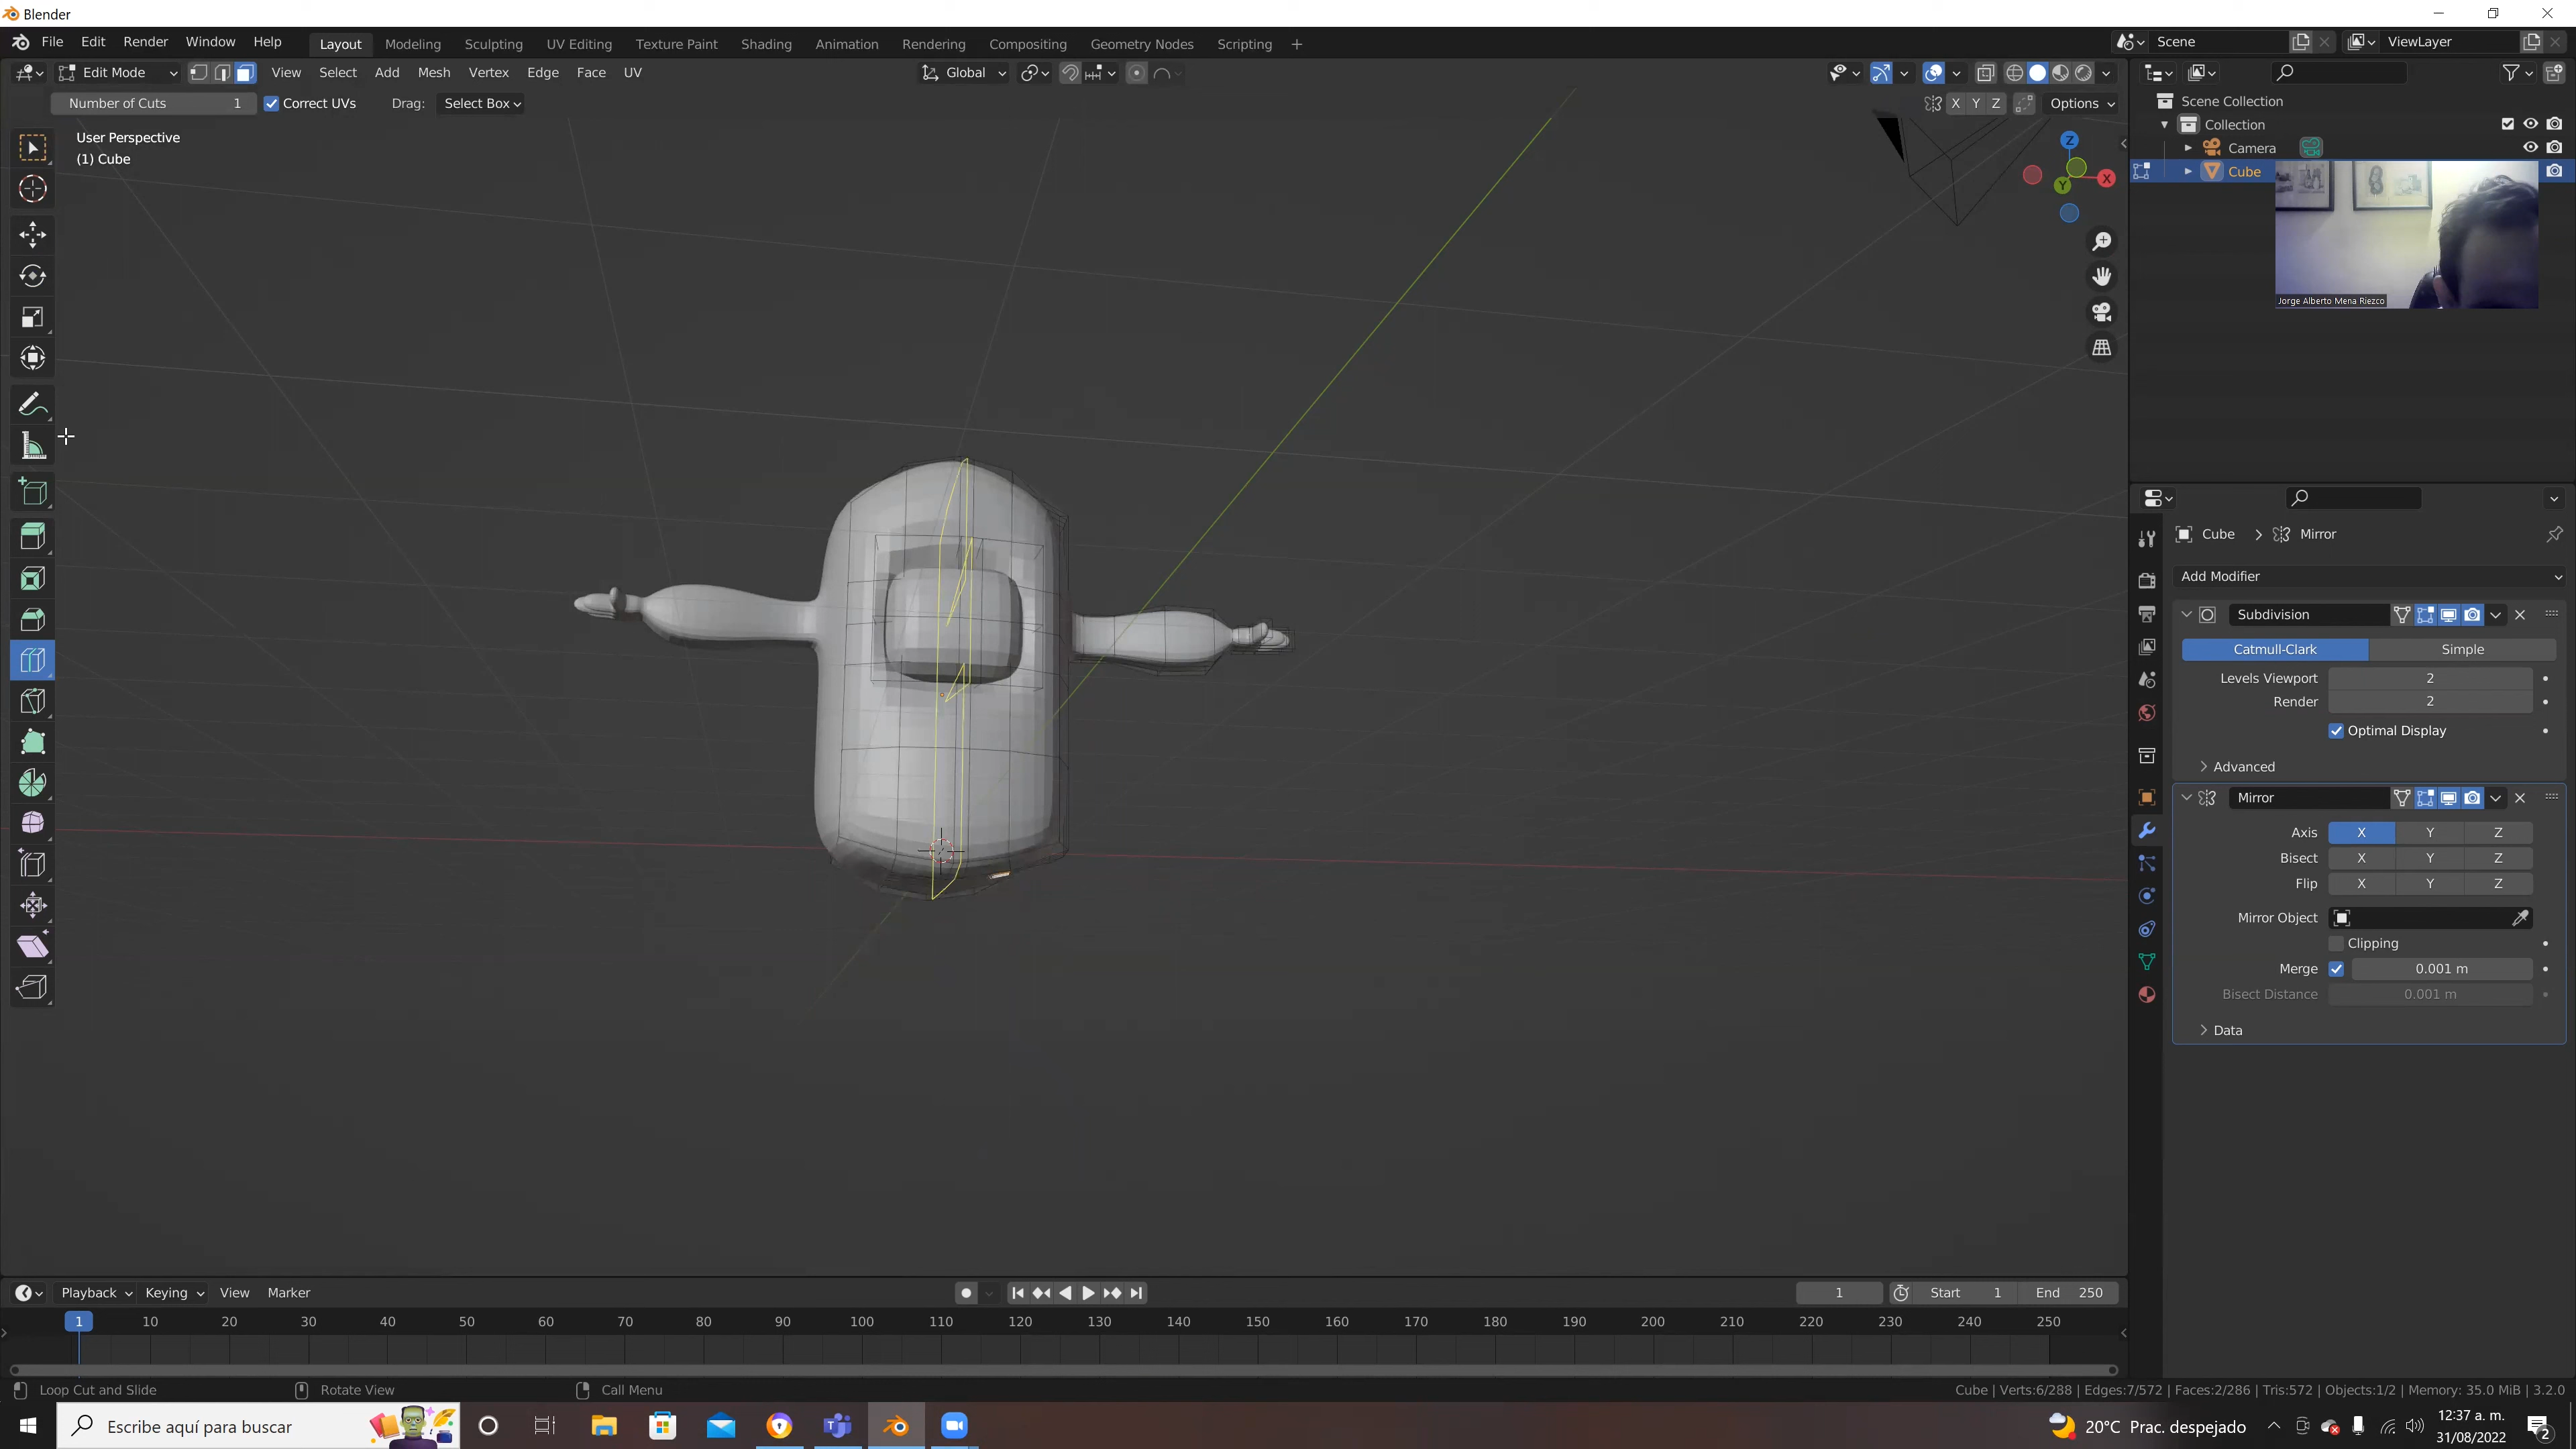 Blender
File Edit Render Window Help Layout Modeling Sculpting UV Editing Texture Paint Shading Animation Rendering Compositing Geometry Nodes Scripting + Scene ViewLayer
Edit Mode View Select Add Mesh Vertex Edge Face UV Global
Number of Cuts 1 Correct UVs Drag: Select Box X Y Z Options
User Perspective
(1) Cube
Z
X
Y
Scene Collection
Collection
Camera
Cube
Jorge Alberto Mena Riezco
Cube > Mirror
Add Modifier
Subdivision
Catmull-Clark Simple
Levels Viewport 2
Render 2
Optimal Display
Advanced
Mirror
Axis X Y Z
Bisect X Y Z
Flip X Y Z
Mirror Object
Clipping
Merge 0.001 m
Bisect Distance 0.001 m
Data
Playback Keying View Marker 1 Start 1 End 250
1 10 20 30 40 50 60 70 80 90 100 110 120 130 140 150 160 170 180 190 200 210 220 230 240 250
Loop Cut and Slide Rotate View Call Menu Cube | Verts:6/288 | Edges:7/572 | Faces:2/286 | Tris:572 | Objects:1/2 | Memory: 35.0 MiB | 3.2.0
Escribe aquí para buscar 20°C Prac. despejado 12:37 a. m.
31/08/2022 2